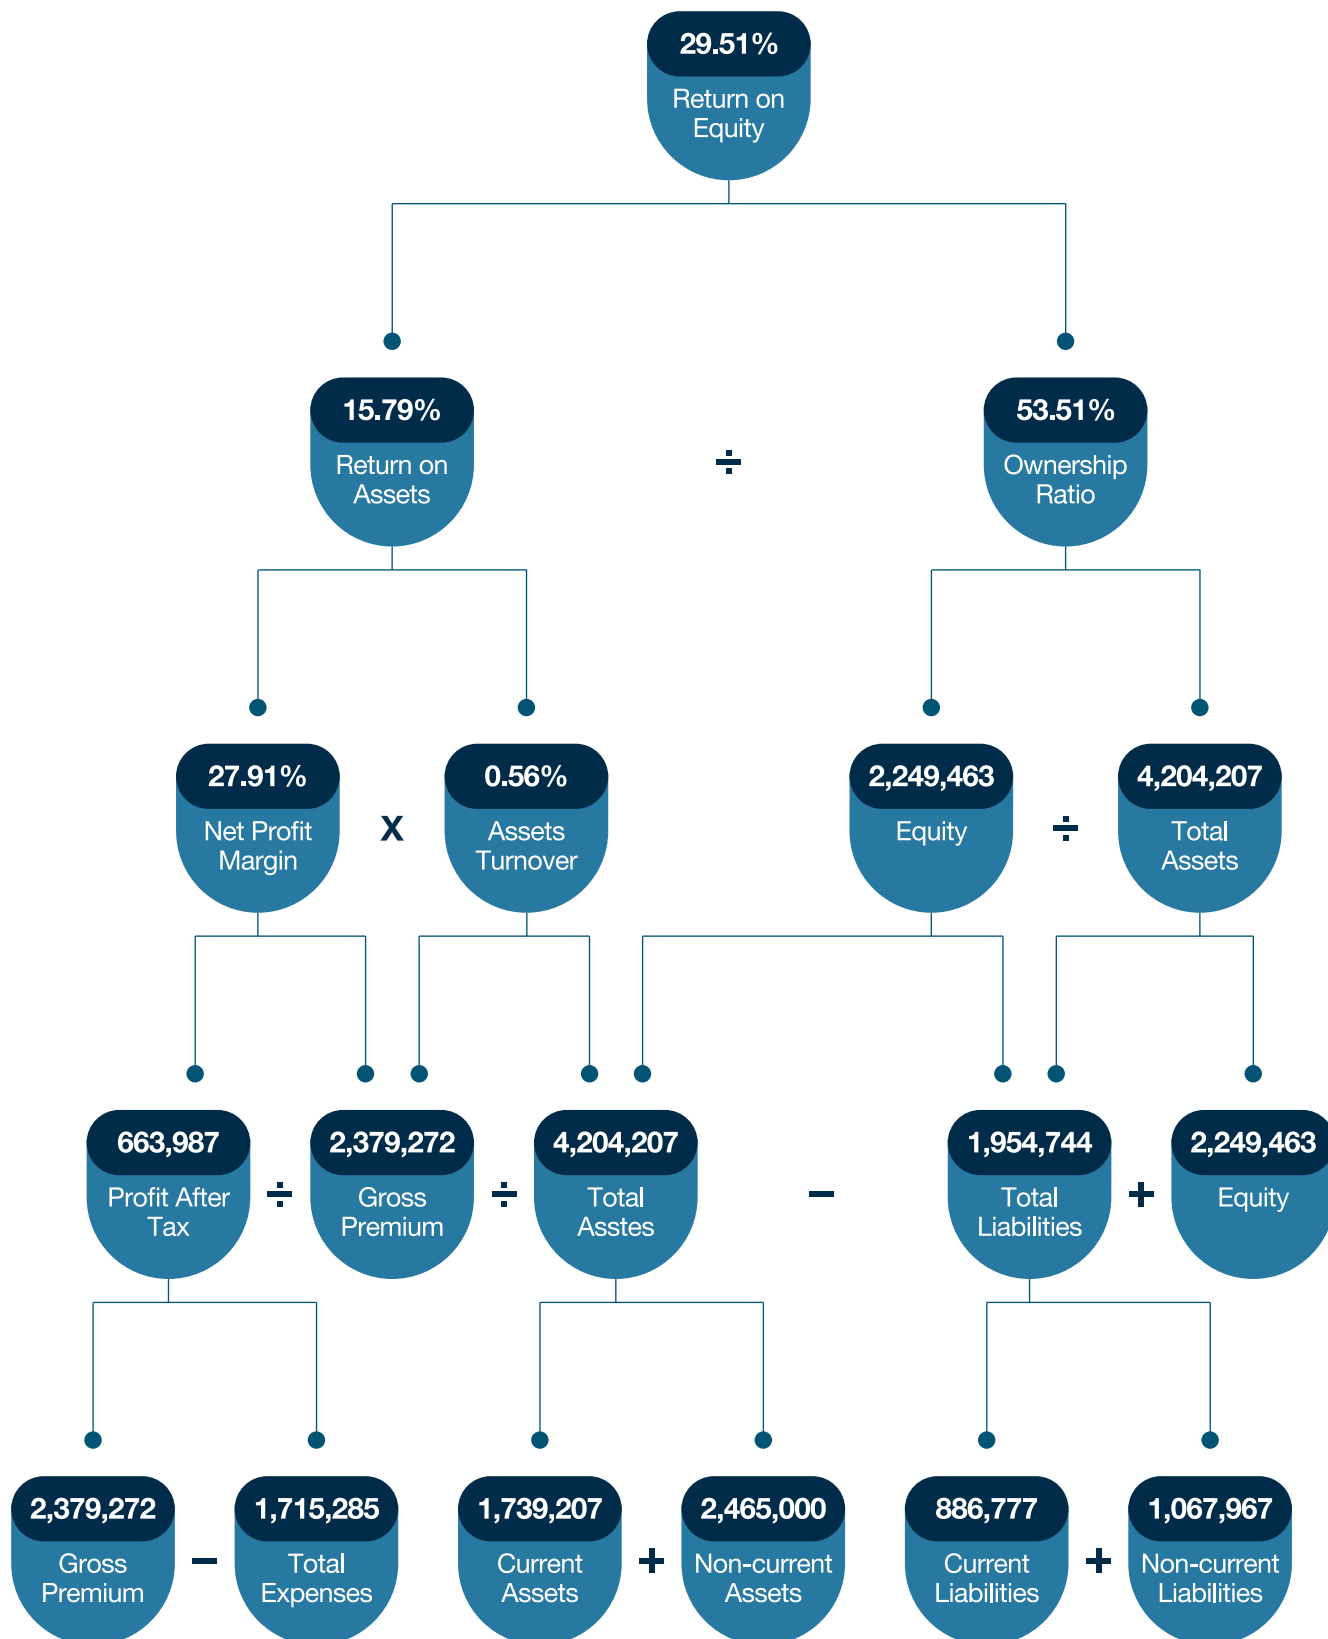 29.51%
Return on
Equity
15.79%
Return on
Assets
÷
53.51%
Ownership
Ratio
27.91%
Net Profit
Margin
x
0.56%
Assets
Turnover
2,249,463
Equity
÷
4,204,207
Total
Assets
663,987
Profit After
Tax
÷
2,379,272
Gross
Premium
÷
4,204,207
Total
Asstes
−
1,954,744
Total
Liabilities
+
2,249,463
Equity
2,379,272
Gross
Premium
−
1,715,285
Total
Expenses
1,739,207
Current
Assets
+
2,465,000
Non-current
Assets
886,777
Current
Liabilities
+
1,067,967
Non-current
Liabilities